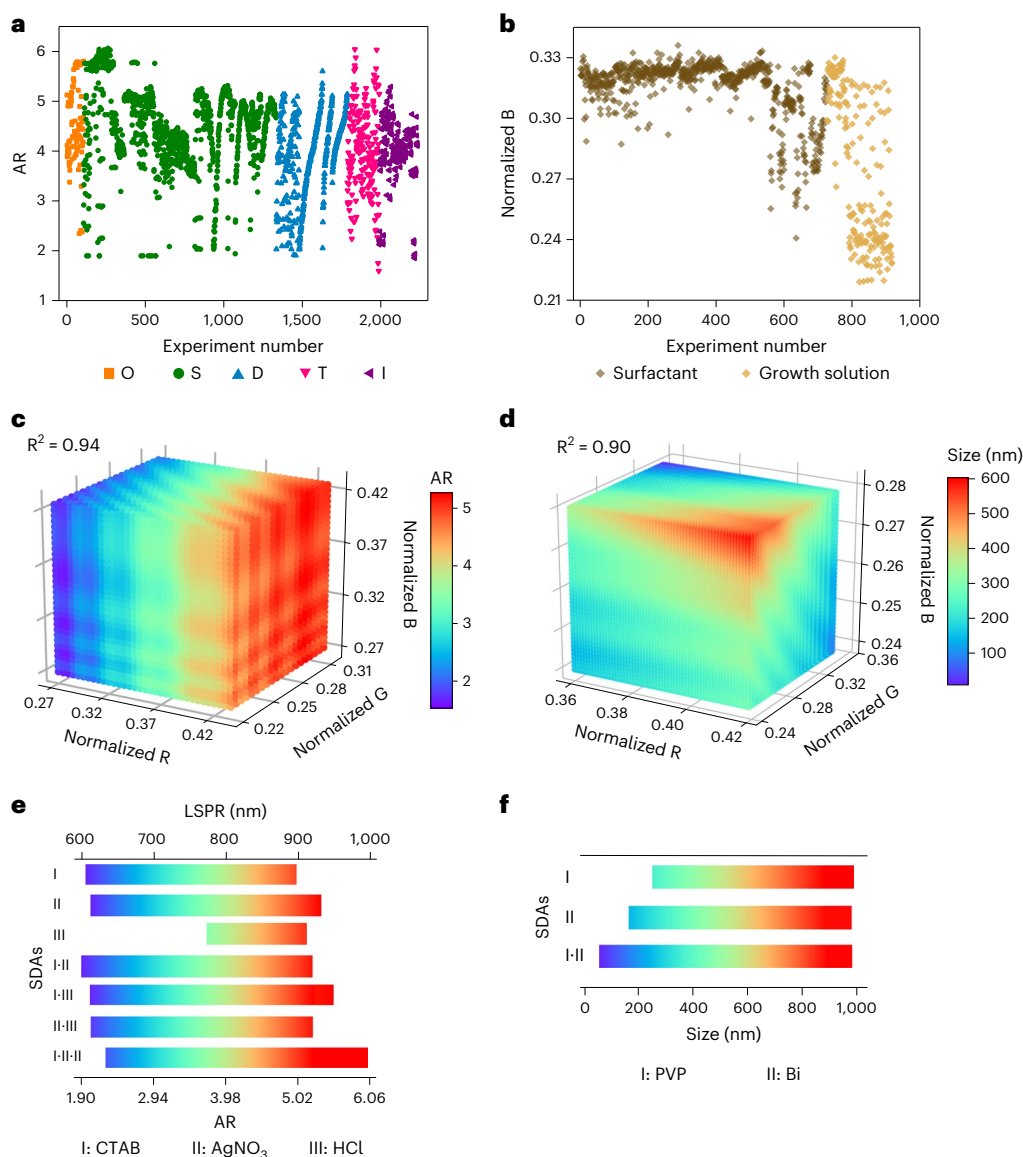 a
AR
6
5
4
3
2
1
0
500
1,000
1,500
2,000
Experiment number
O
S
D
T
I
b
Normalized B
0.33
0.30
0.27
0.24
0.21
0
200
400
600
800
1,000
Experiment number
Surfactant
Growth solution
c
R² = 0.94
AR
5
4
3
2
0.42
0.37
0.32
0.27
Normalized B
0.31
0.28
0.25
0.22
Normalized G
0.27
0.32
0.37
0.42
Normalized R
d
R² = 0.90
Size (nm)
600
500
400
300
200
100
0.28
0.27
0.26
0.25
0.24
Normalized B
0.36
0.32
0.28
0.24
Normalized G
0.36
0.38
0.40
0.42
Normalized R
e
LSPR (nm)
600
700
800
900
1,000
SDAs
I
II
III
I·II
I·III
II·III
I·II·II
1.90
2.94
3.98
5.02
6.06
AR
I: CTAB
II: AgNO₃
III: HCl
f
SDAs
I
II
I·II
0
200
400
600
800
1,000
Size (nm)
I: PVP
II: Bi